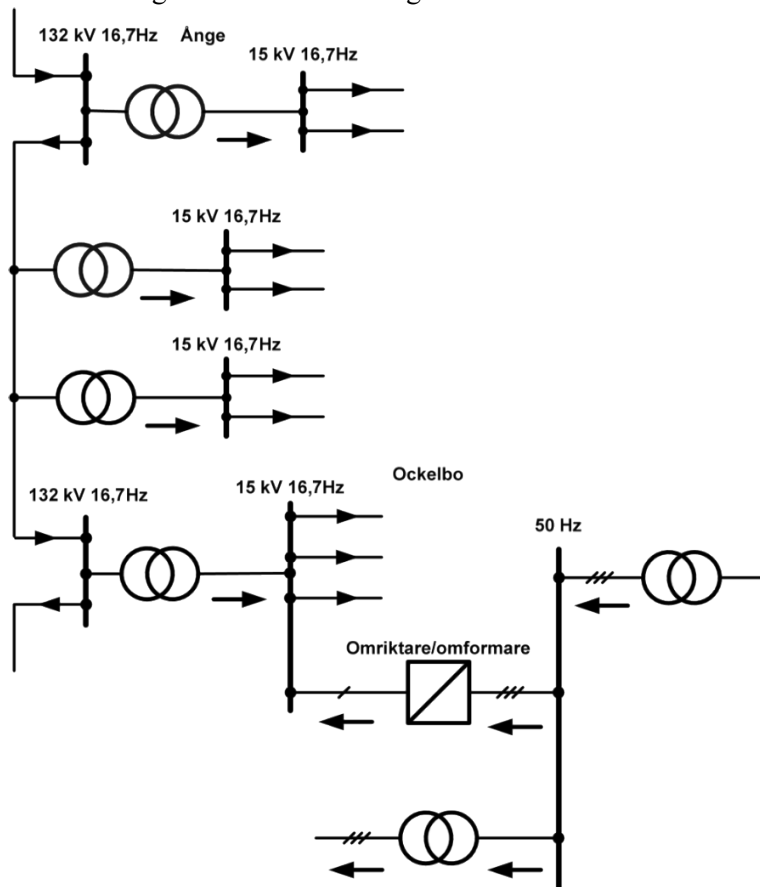 132 kV 16,7Hz Ånge
15 kV 16,7Hz
15 kV 16,7Hz
15 kV 16,7Hz
Ockelbo
15 kV 16,7Hz
132 kV 16,7Hz
50 Hz
Omriktare/omformare